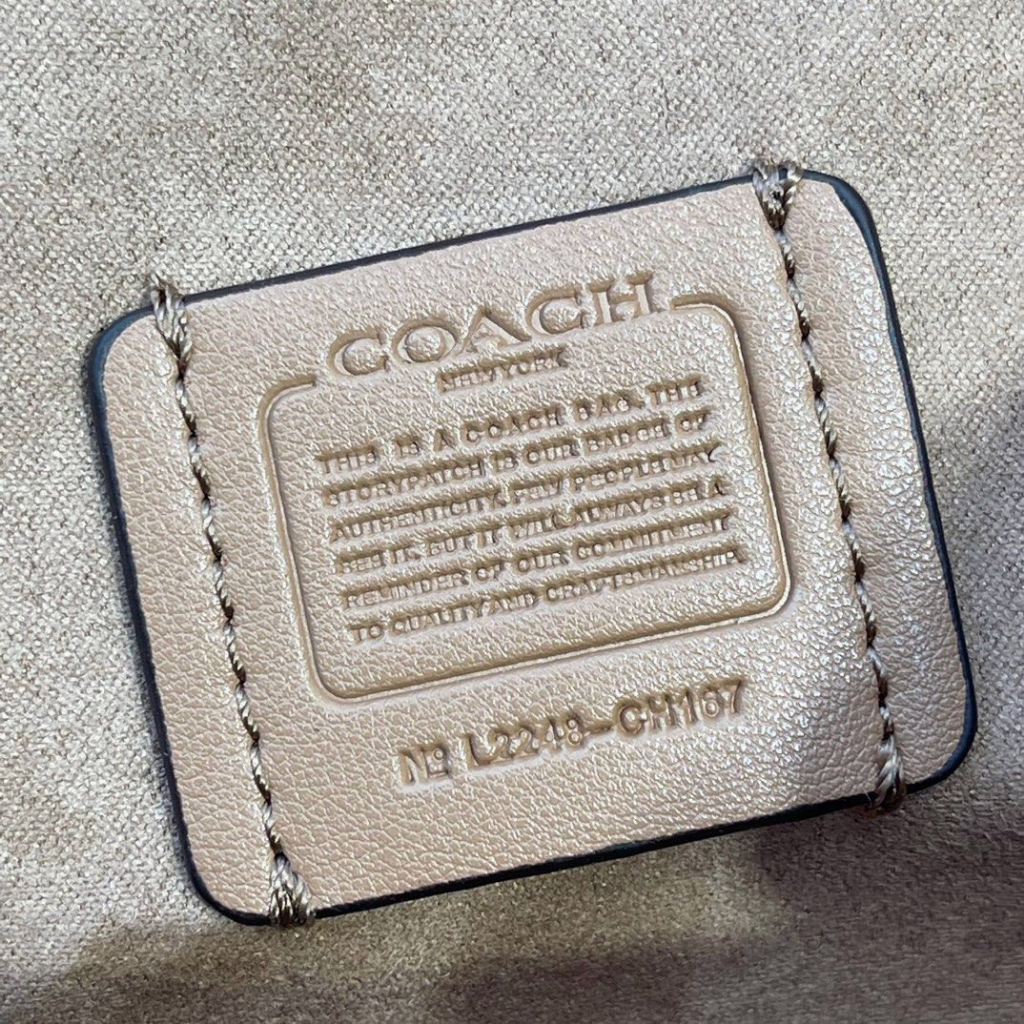 COACH
NEW YORK
THIS IS A COACH BAG. THIS
STORYPATCH IS OUR BADGE OF
AUTHENTICITY. FEW PEOPLE MAY
SEE IT. BUT IT WILL ALWAYS BE A
REMINDER OF OUR COMMITMENT
TO QUALITY AND CRAFTSMANSHIP.
Nº L2248-CH167